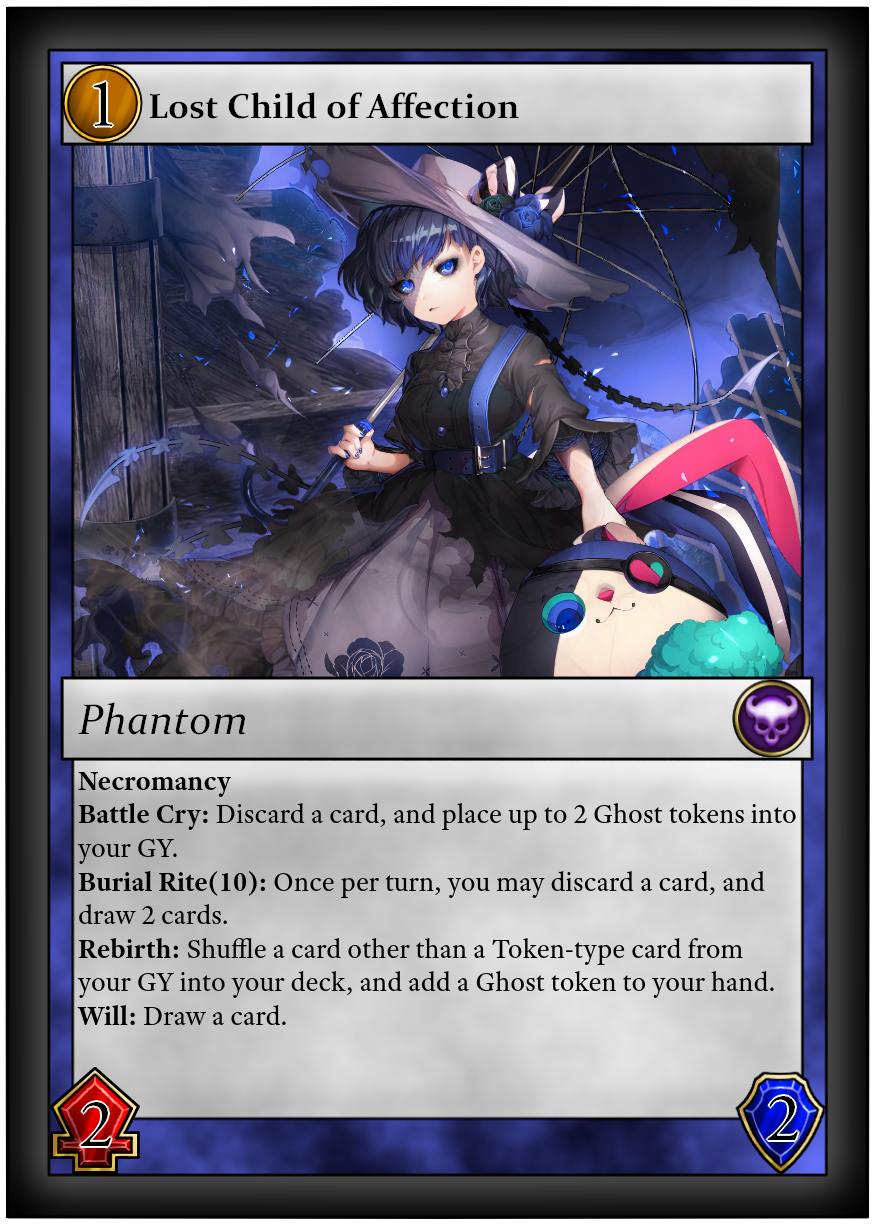 1
Lost Child of Affection
Phantom
Necromancy
Battle Cry: Discard a card, and place up to 2 Ghost tokens into
your GY.
Burial Rite(10): Once per turn, you may discard a card, and
draw 2 cards.
Rebirth: Shuffle a card other than a Token-type card from
your GY into your deck, and add a Ghost token to your hand.
Will: Draw a card.
2
2